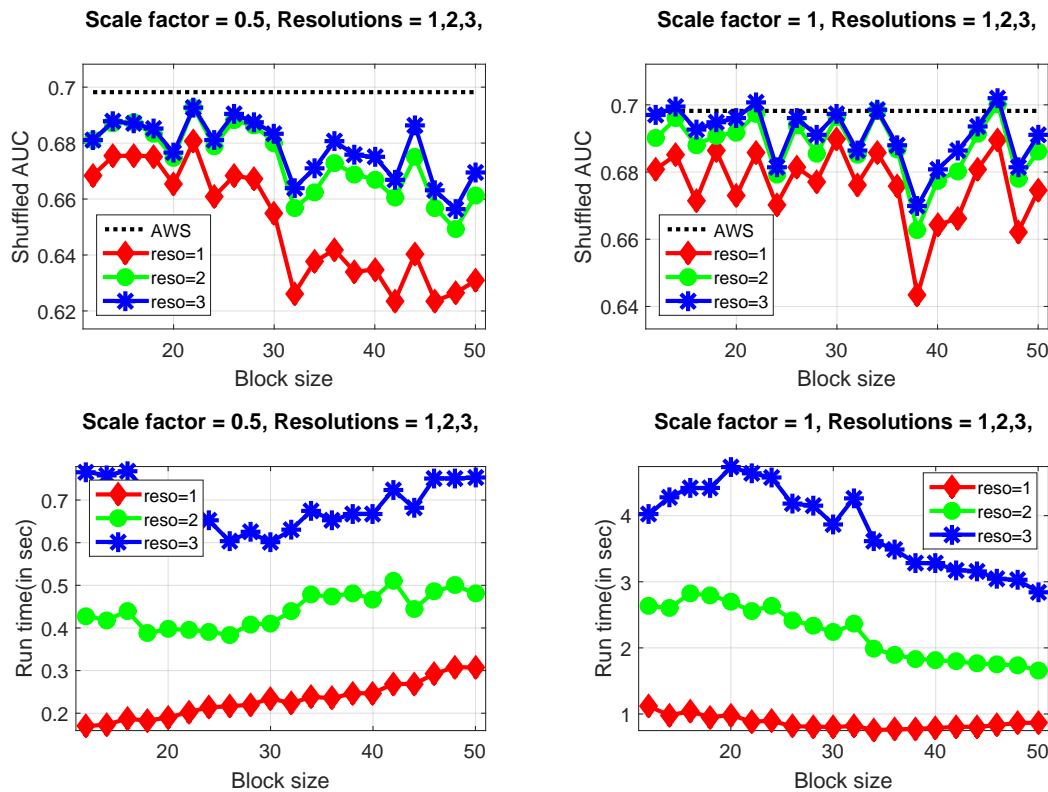 Scale factor = 0.5, Resolutions = 1,2,3,
Shuffled AUC
0.7
0.68
0.66
0.64
0.62
AWS
reso=1
reso=2
reso=3
20 30 40 50
Block size
Scale factor = 1, Resolutions = 1,2,3,
Shuffled AUC
0.7
0.68
0.66
0.64
AWS
reso=1
reso=2
reso=3
20 30 40 50
Block size
Scale factor = 0.5, Resolutions = 1,2,3,
Run time(in sec)
0.7
0.6
0.5
0.4
0.3
0.2
reso=1
reso=2
reso=3
20 30 40 50
Block size
Scale factor = 1, Resolutions = 1,2,3,
Run time(in sec)
4
3
2
1
reso=1
reso=2
reso=3
20 30 40 50
Block size